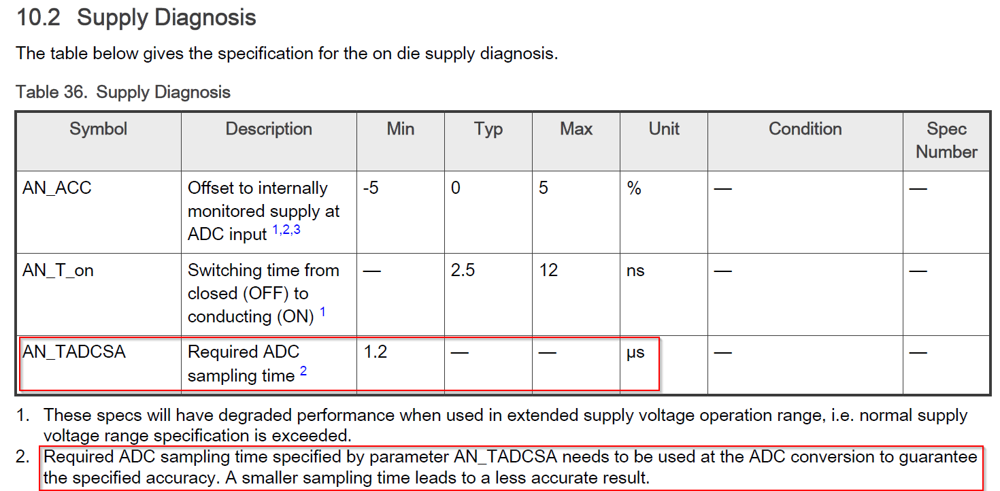 10.2 Supply Diagnosis
The table below gives the specification for the on die supply diagnosis.
Table 36. Supply Diagnosis
Symbol Description Min Typ Max Unit Condition Spec
Number
AN_ACC Offset to internally -5 0 5 % — —
monitored supply at
ADC input 1,2,3
AN_T_on Switching time from — 2.5 12 ns — —
closed (OFF) to
conducting (ON) 1
AN_TADCSA Required ADC 1.2 — — µs — —
sampling time 2
1. These specs will have degraded performance when used in extended supply voltage operation range, i.e. normal supply
voltage range specification is exceeded.
2. Required ADC sampling time specified by parameter AN_TADCSA needs to be used at the ADC conversion to guarantee
the specified accuracy. A smaller sampling time leads to a less accurate result.